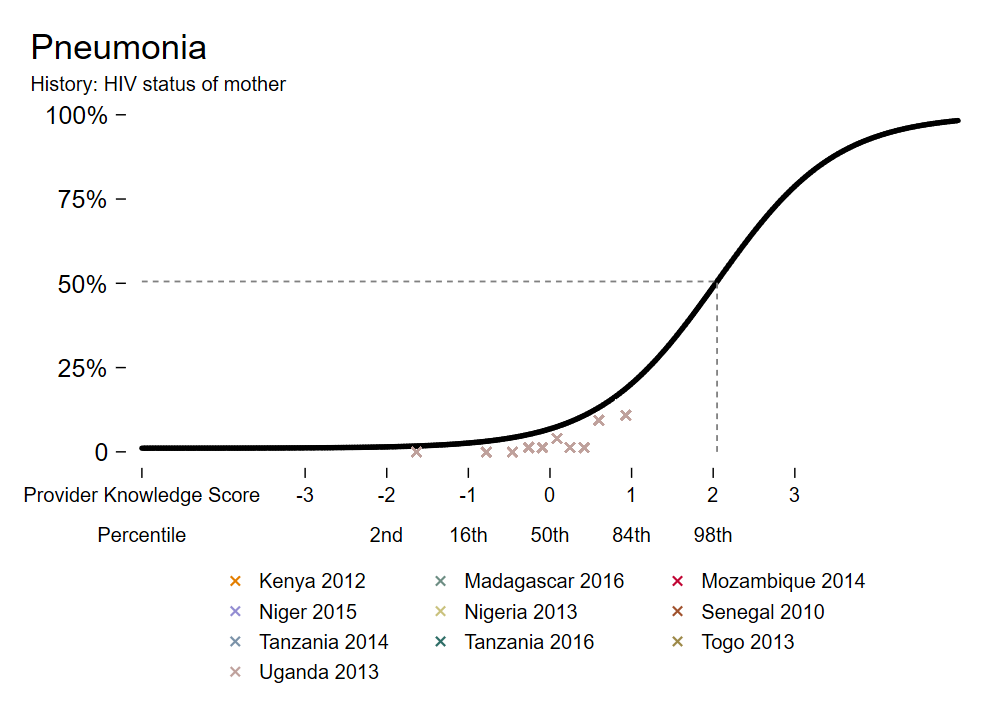 Pneumonia
History: HIV status of mother
100%
75%
50%
25%
0
Provider Knowledge Score -3 -2 -1 0 1 2 3
Percentile 2nd 16th 50th 84th 98th
Kenya 2012 Madagascar 2016 Mozambique 2014
Niger 2015 Nigeria 2013 Senegal 2010
Tanzania 2014 Tanzania 2016 Togo 2013
Uganda 2013